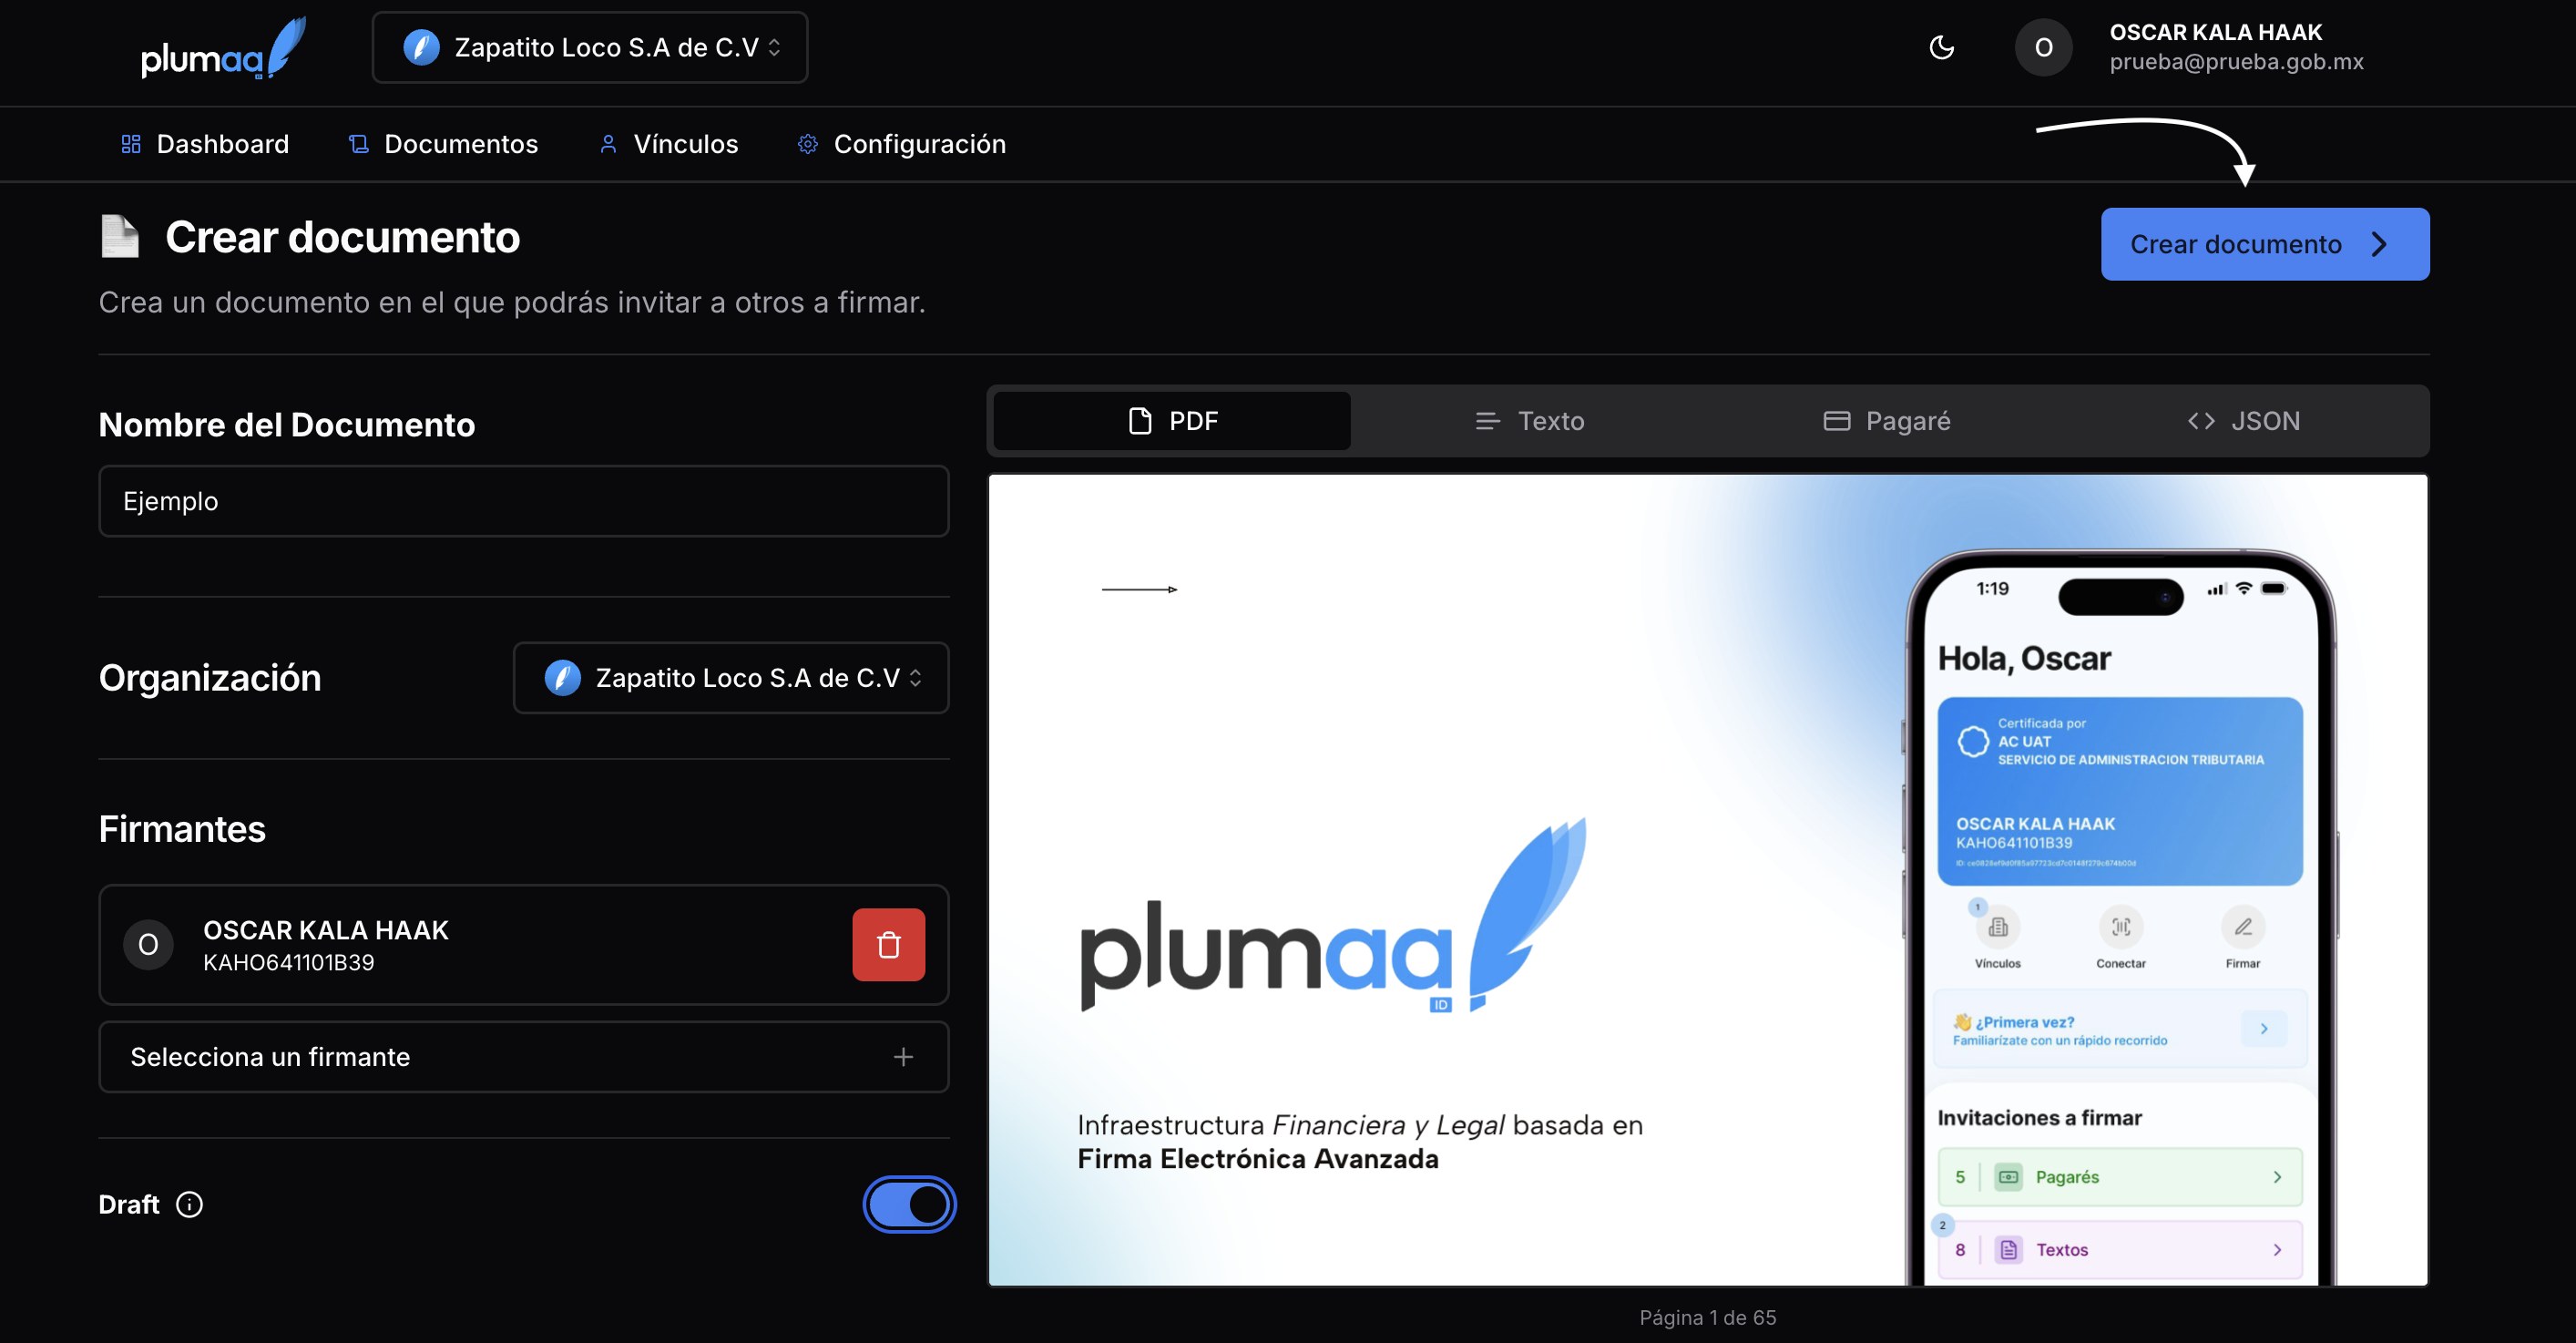 plumaa
Zapatito Loco S.A de C.V
O
OSCAR KALA HAAK
prueba@prueba.gob.mx
Dashboard
Documentos
Vínculos
Configuración
Crear documento
Crear documento
Crea un documento en el que podrás invitar a otros a firmar.
Nombre del Documento
Ejemplo
Organización
Zapatito Loco S.A de C.V
Firmantes
O
OSCAR KALA HAAK
KAHO641101B39
Selecciona un firmante
Draft
PDF
Texto
Pagaré
JSON
plumaa
ID
Infraestructura Financiera y Legal basada en
Firma Electrónica Avanzada
1:19
Hola, Oscar
Certificada por
AC UAT
SERVICIO DE ADMINISTRACION TRIBUTARIA
OSCAR KALA HAAK
KAHO641101B39
1
Vínculos
Conectar
Firmar
👋 ¿Primera vez?
Familiarízate con un rápido recorrido
Invitaciones a firmar
5
Pagarés
2
8
Textos
Página 1 de 65